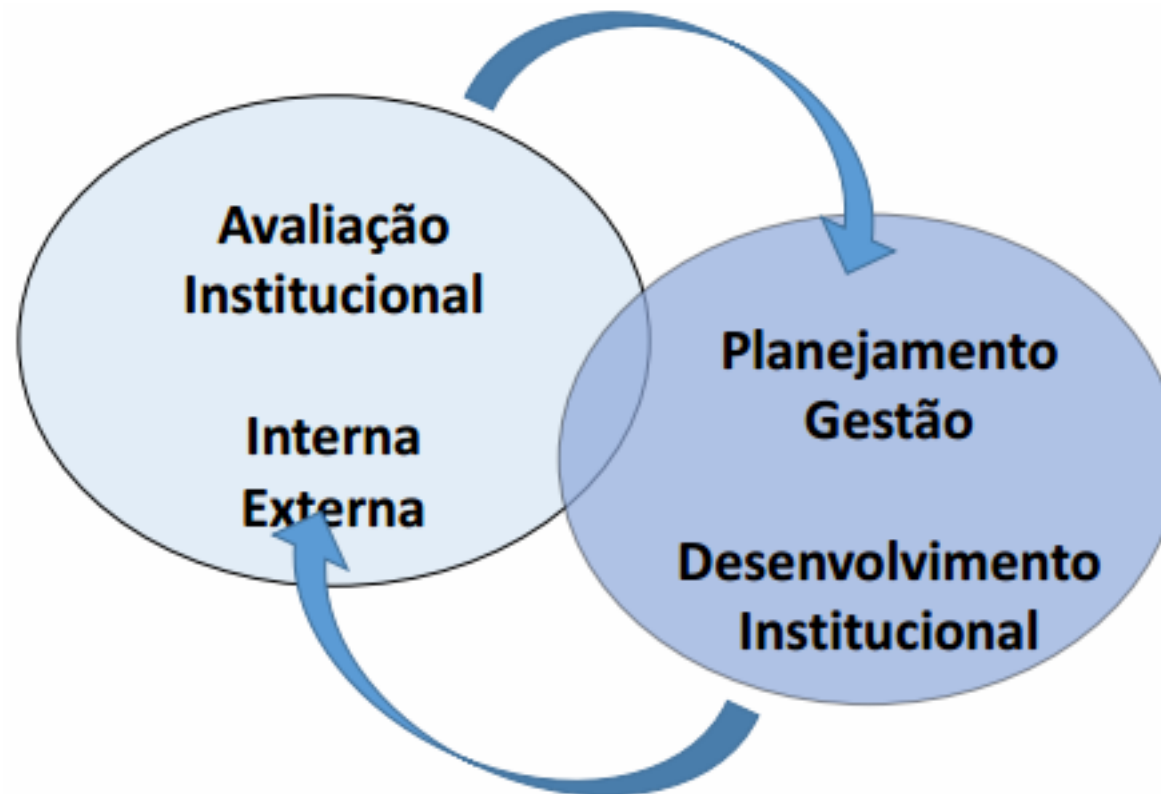 Avaliação
Institucional
Interna
Externa
Planejamento
Gestão
Desenvolvimento
Institucional